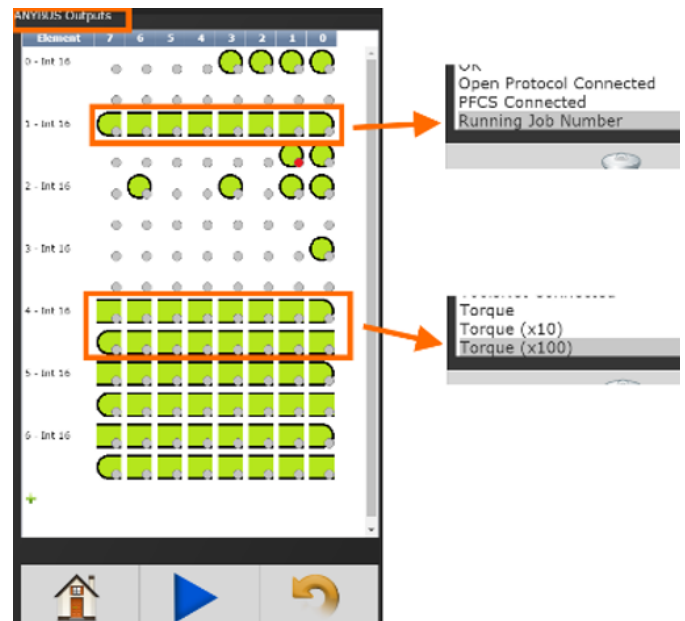 ANYBUS Outputs
Element 7 6 5 4 3 2 1 0
0 - Int 16
1 - Int 16
2 - Int 16
3 - Int 16
4 - Int 16
5 - Int 16
6 - Int 16
OK
Open Protocol Connected
PFCS Connected
Running Job Number
Connected
Torque
Torque (x10)
Torque (x100)